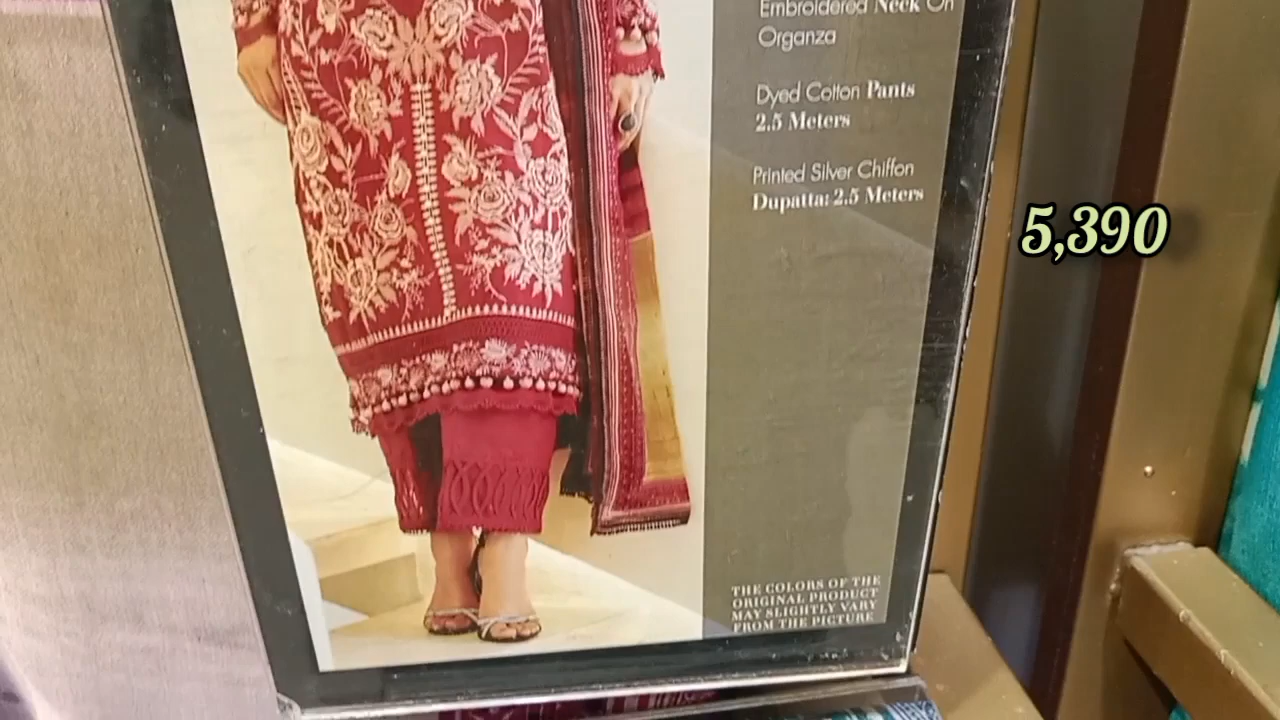 Embroidered Neck On
Organza
Dyed Cotton Pants
2.5 Meters
Printed Silver Chiffon
Dupatta: 2.5 Meters
5,390
THE COLORS OF THE
ORIGINAL PRODUCT
MAY SLIGHTLY VARY
FROM THE PICTURE